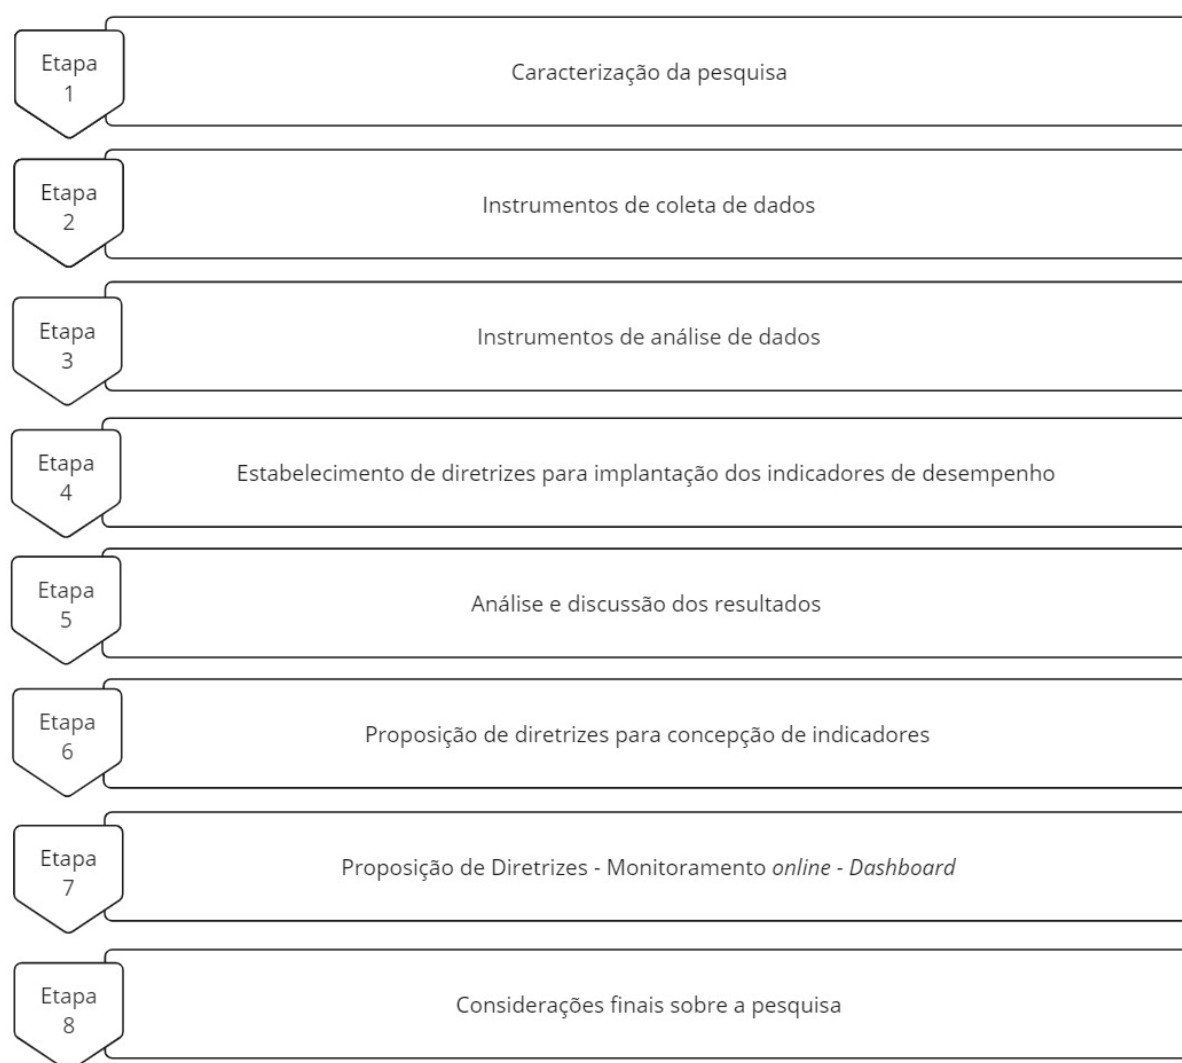 Etapa
1
Caracterização da pesquisa
Etapa
2
Instrumentos de coleta de dados
Etapa
3
Instrumentos de análise de dados
Etapa
4
Estabelecimento de diretrizes para implantação dos indicadores de desempenho
Etapa
5
Análise e discussão dos resultados
Etapa
6
Proposição de diretrizes para concepção de indicadores
Etapa
7
Proposição de Diretrizes - Monitoramento online - Dashboard
Etapa
8
Considerações finais sobre a pesquisa